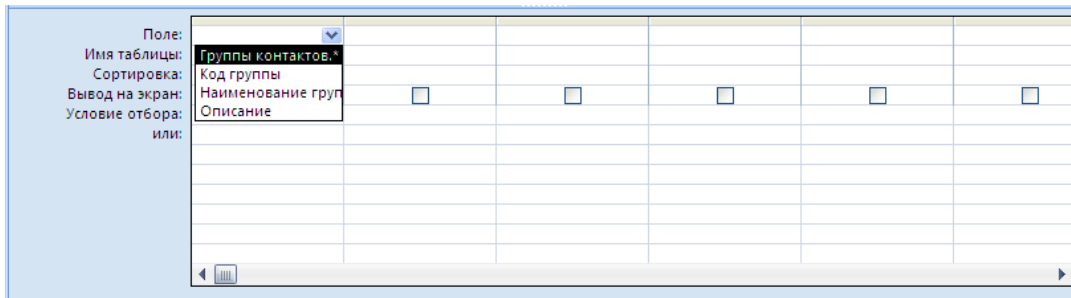 Поле:
Имя таблицы: Группы контактов.*
Сортировка: Код группы
Вывод на экран: Наименование груп
Условие отбора: Описание
или: